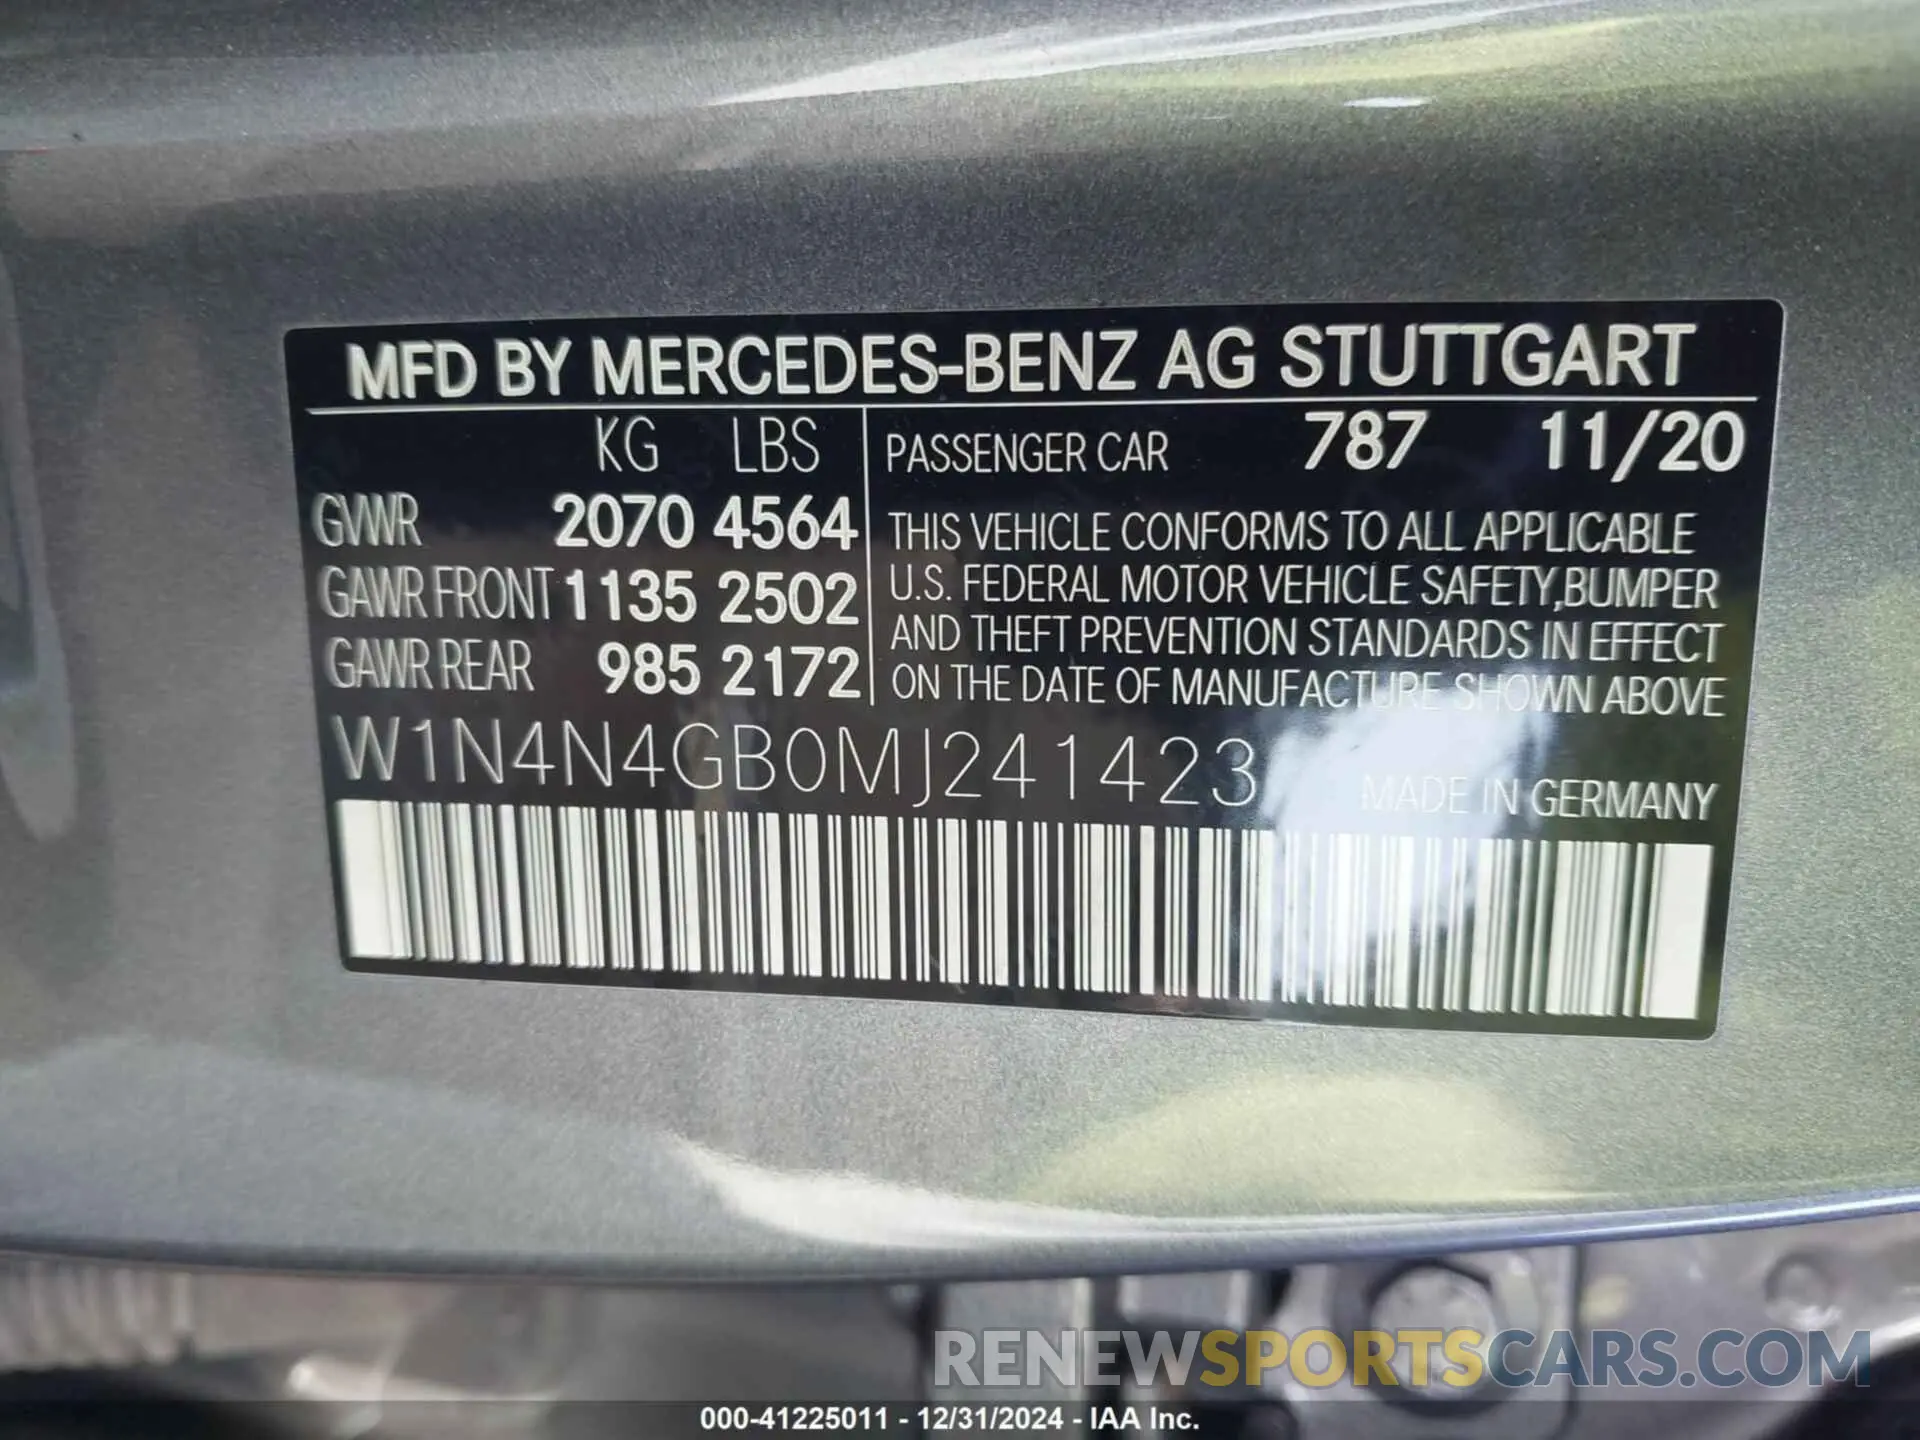 MFD BY MERCEDES-BENZ AG STUTTGART
KG LBS
GVWR 2070 4564
GAWR FRONT 1135 2502
GAWR REAR 985 2172
PASSENGER CAR 787 11/20
THIS VEHICLE CONFORMS TO ALL APPLICABLE
U.S. FEDERAL MOTOR VEHICLE SAFETY,BUMPER
AND THEFT PREVENTION STANDARDS IN EFFECT
ON THE DATE OF MANUFACTURE SHOWN ABOVE
W1N4N4GB0MJ241423
MADE IN GERMANY
RENEWSPORTSCARS.COM
000-41225011 - 12/31/2024 - IAA Inc.